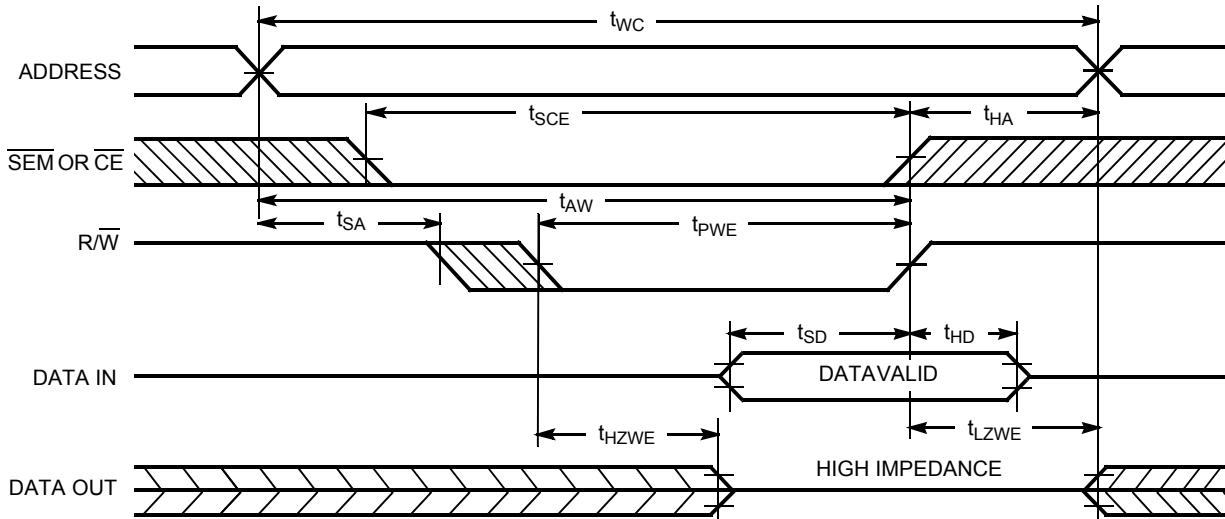 tWC
ADDRESS
tSCE
tHA
SEM OR CE
tAW
tSA
tPWE
R/W
tSD
tHD
DATA IN
DATAVALID
tHZWE
tLZWE
HIGH IMPEDANCE
DATA OUT